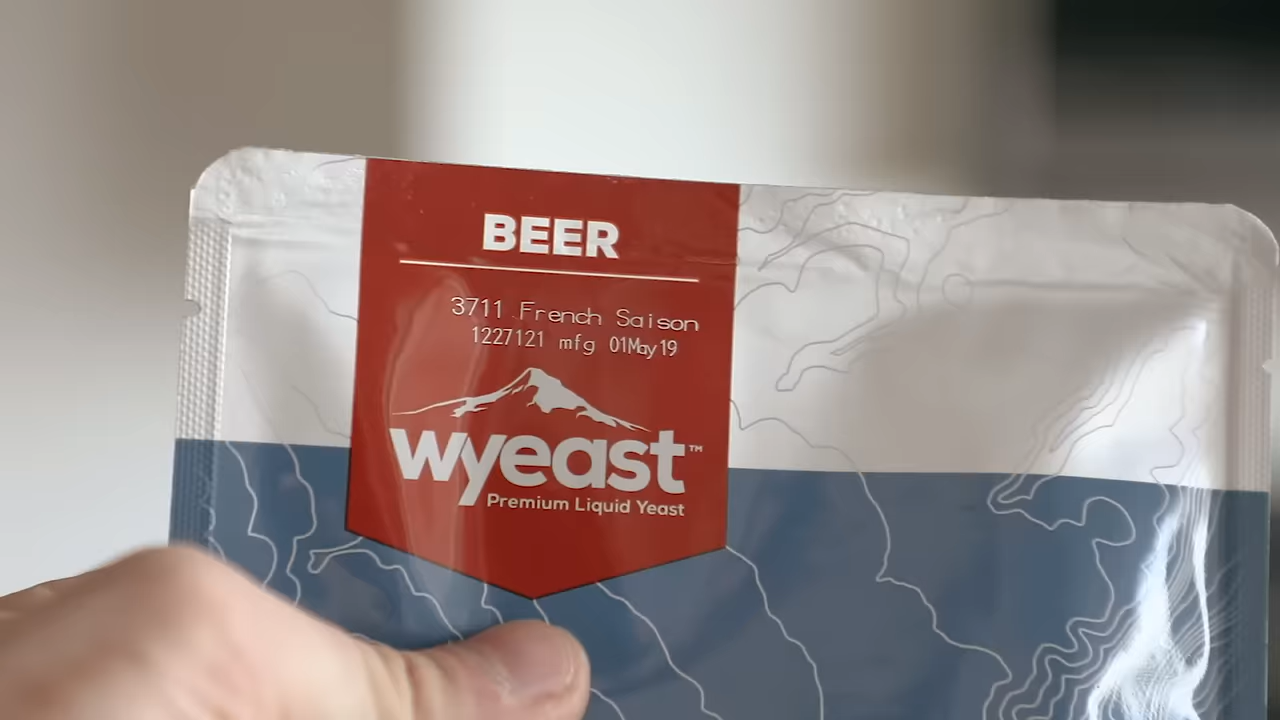 BEER
3711 French Saison
1227121 mfg 01May19
wyeast™
Premium Liquid Yeast